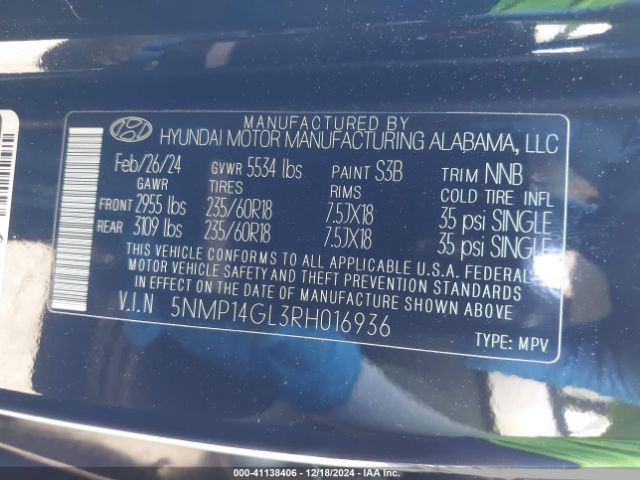 MANUFACTURED BY
HYUNDAI MOTOR MANUFACTURING ALABAMA, LLC
Feb/26/24 GVWR 5534 lbs PAINT S3B TRIM NNB
GAWR TIRES RIMS COLD TIRE INFL
FRONT 2955 lbs 235/60R18 7.5JX18 35 psi SINGLE
REAR 3109 lbs 235/60R18 7.5JX18 35 psi SINGLE
THIS VEHICLE CONFORMS TO ALL APPLICABLE U.S.A. FEDERAL
MOTOR VEHICLE SAFETY AND THEFT PREVENTION STANDARDS
IN EFFECT ON THE DATE OF MANUFACTURE SHOWN ABOVE.
V.I.N 5NMP14GL3RH016936
TYPE: MPV
000-41138406 - 12/18/2024 - IAA Inc.